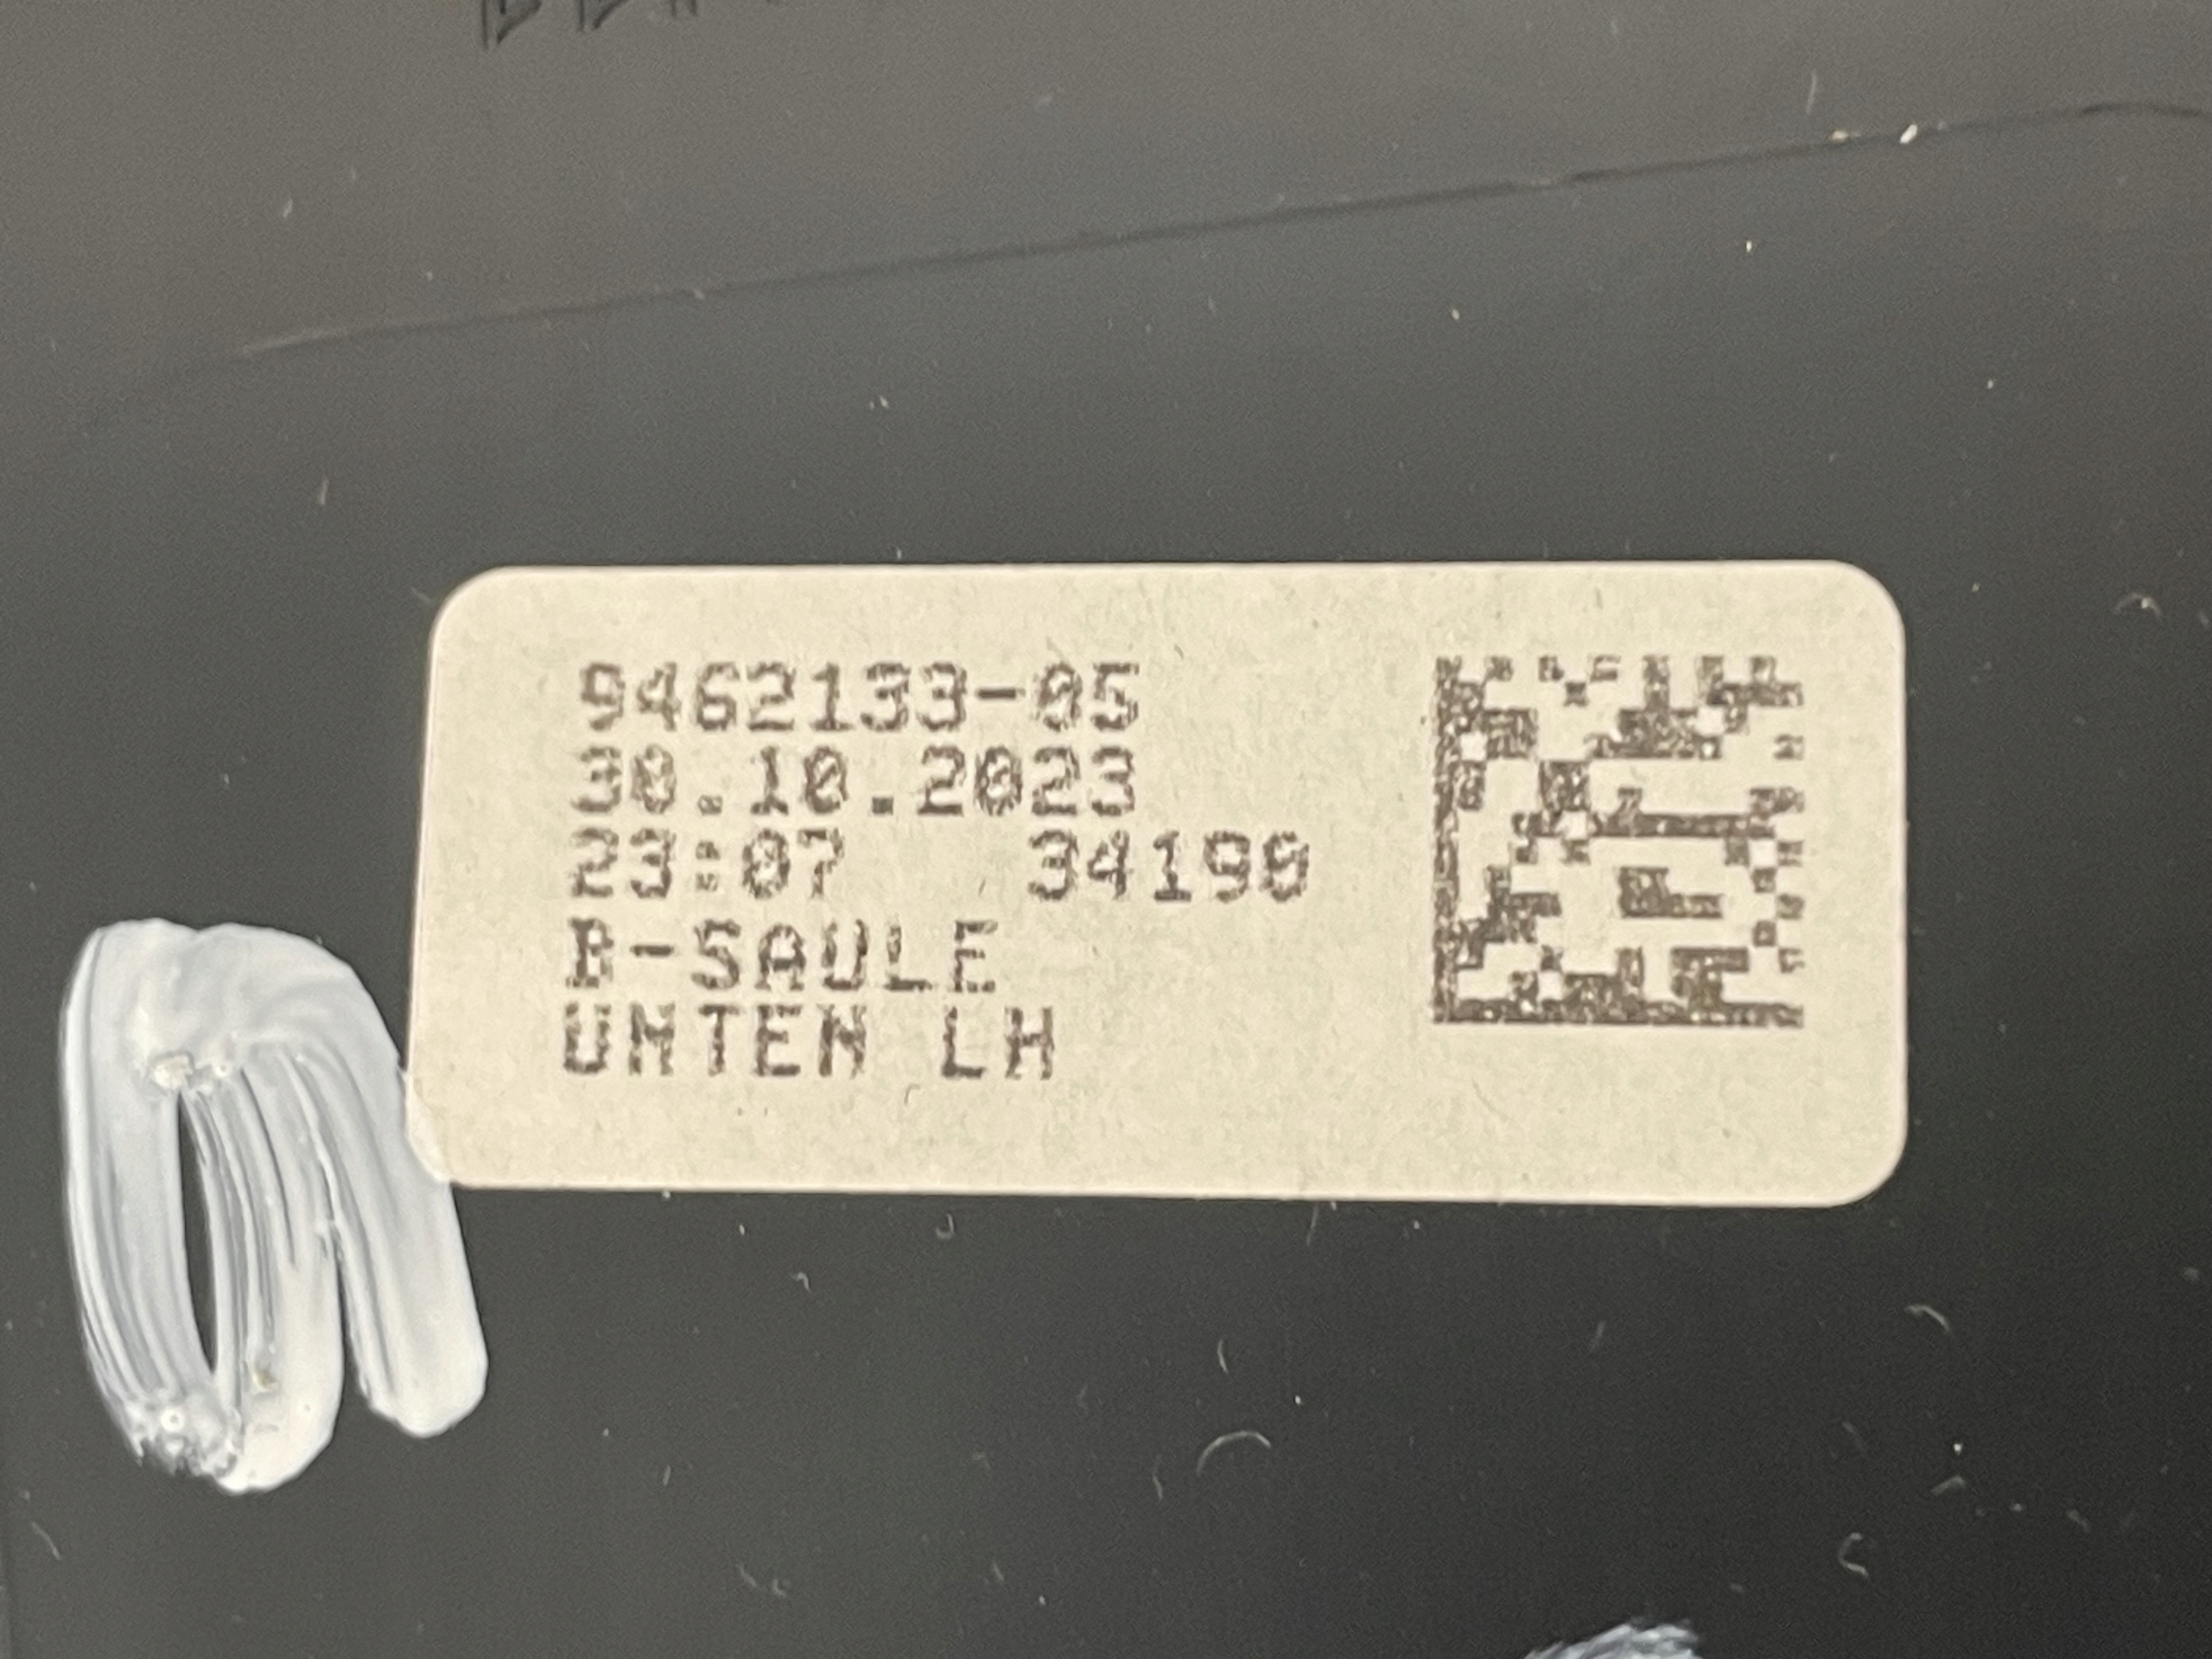 9462133-05
30.10.2023
23:07 34190
B-SAULE
UNTEN LH